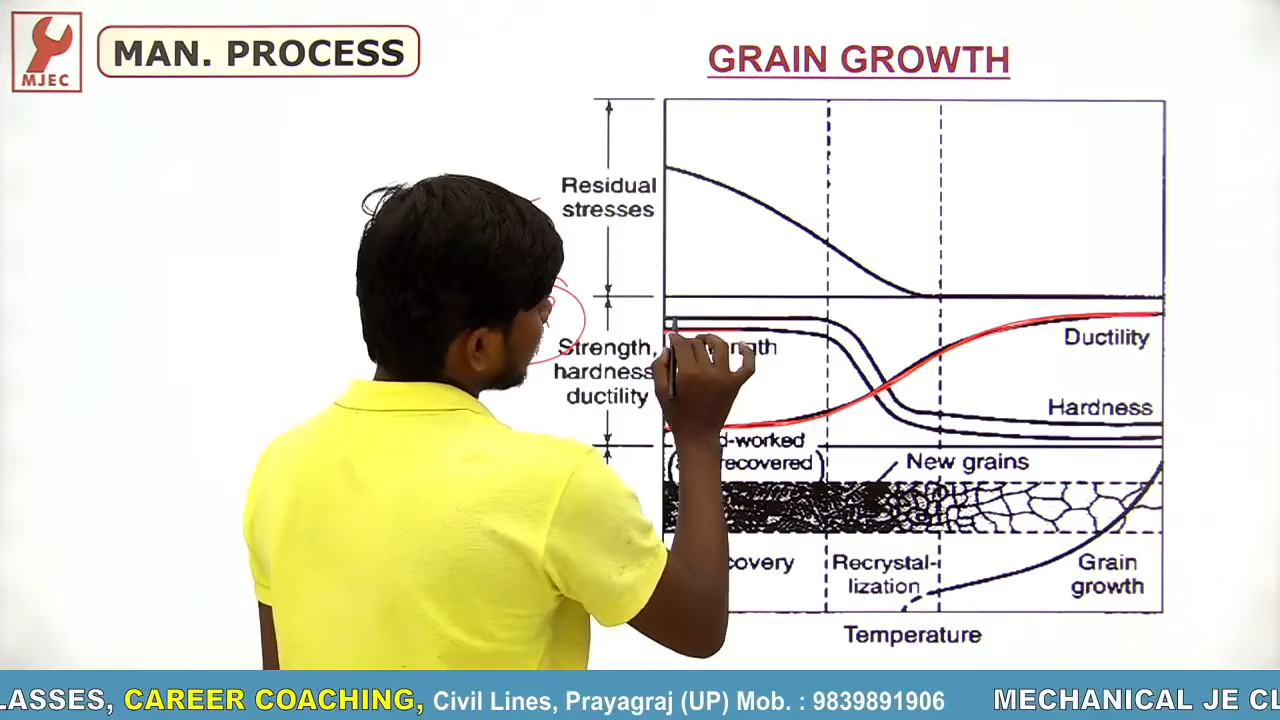 MJEC
MAN. PROCESS
GRAIN GROWTH
Residual
stresses
Strength,
hardness
ductility
Ductility
Hardness
New grains
Recrystal-
lization
Grain
growth
Temperature
CAREER COACHING, Civil Lines, Prayagraj (UP) Mob. : 9839891906 MECHANICAL JE